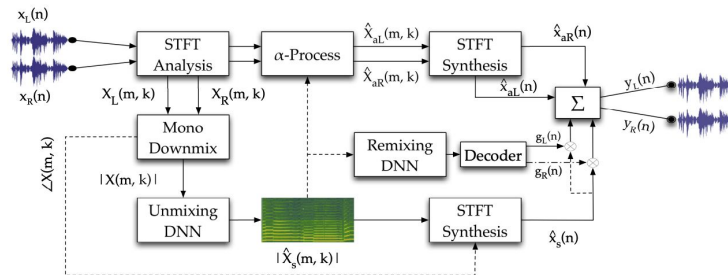 x_L(n)
x_R(n)
STFT
Analysis
α-Process
X̂_aL(m, k)
X̂_aR(m, k)
STFT
Synthesis
x̂_aR(n)
x̂_aL(n)
Σ
y_L(n)
y_R(n)
X_L(m, k)
X_R(m, k)
Mono
Downmix
∠X(m, k)
|X(m, k)|
Remixing
DNN
Decoder
g_L(n)
g_R(n)
Unmixing
DNN
|X̂_s(m, k)|
STFT
Synthesis
x̂_s(n)